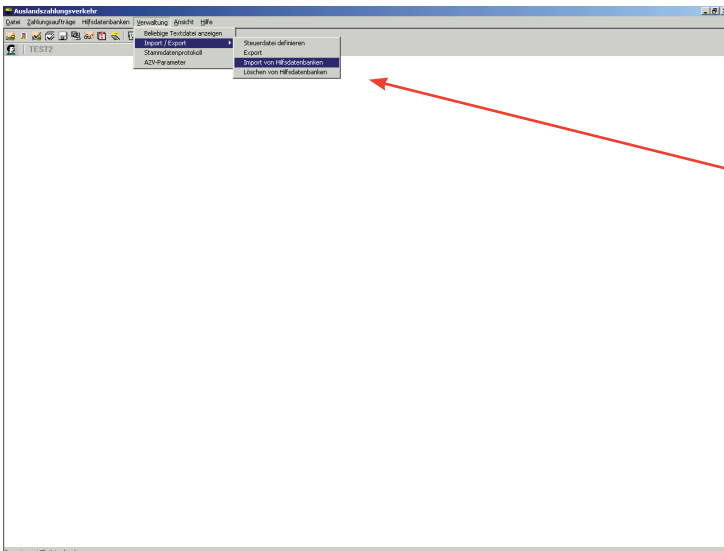 Auslandszahlungsverkehr
Datei Zahlungsaufträge Hilfsdatenbanken Verwaltung Ansicht Hilfe
Beliebige Textdatei anzeigen
Import / Export
Stammdatenprotokoll
AZV-Parameter
Steuerdatei definieren
Export
Import von Hilfsdatenbanken
Löschen von Hilfsdatenbanken
TEST2